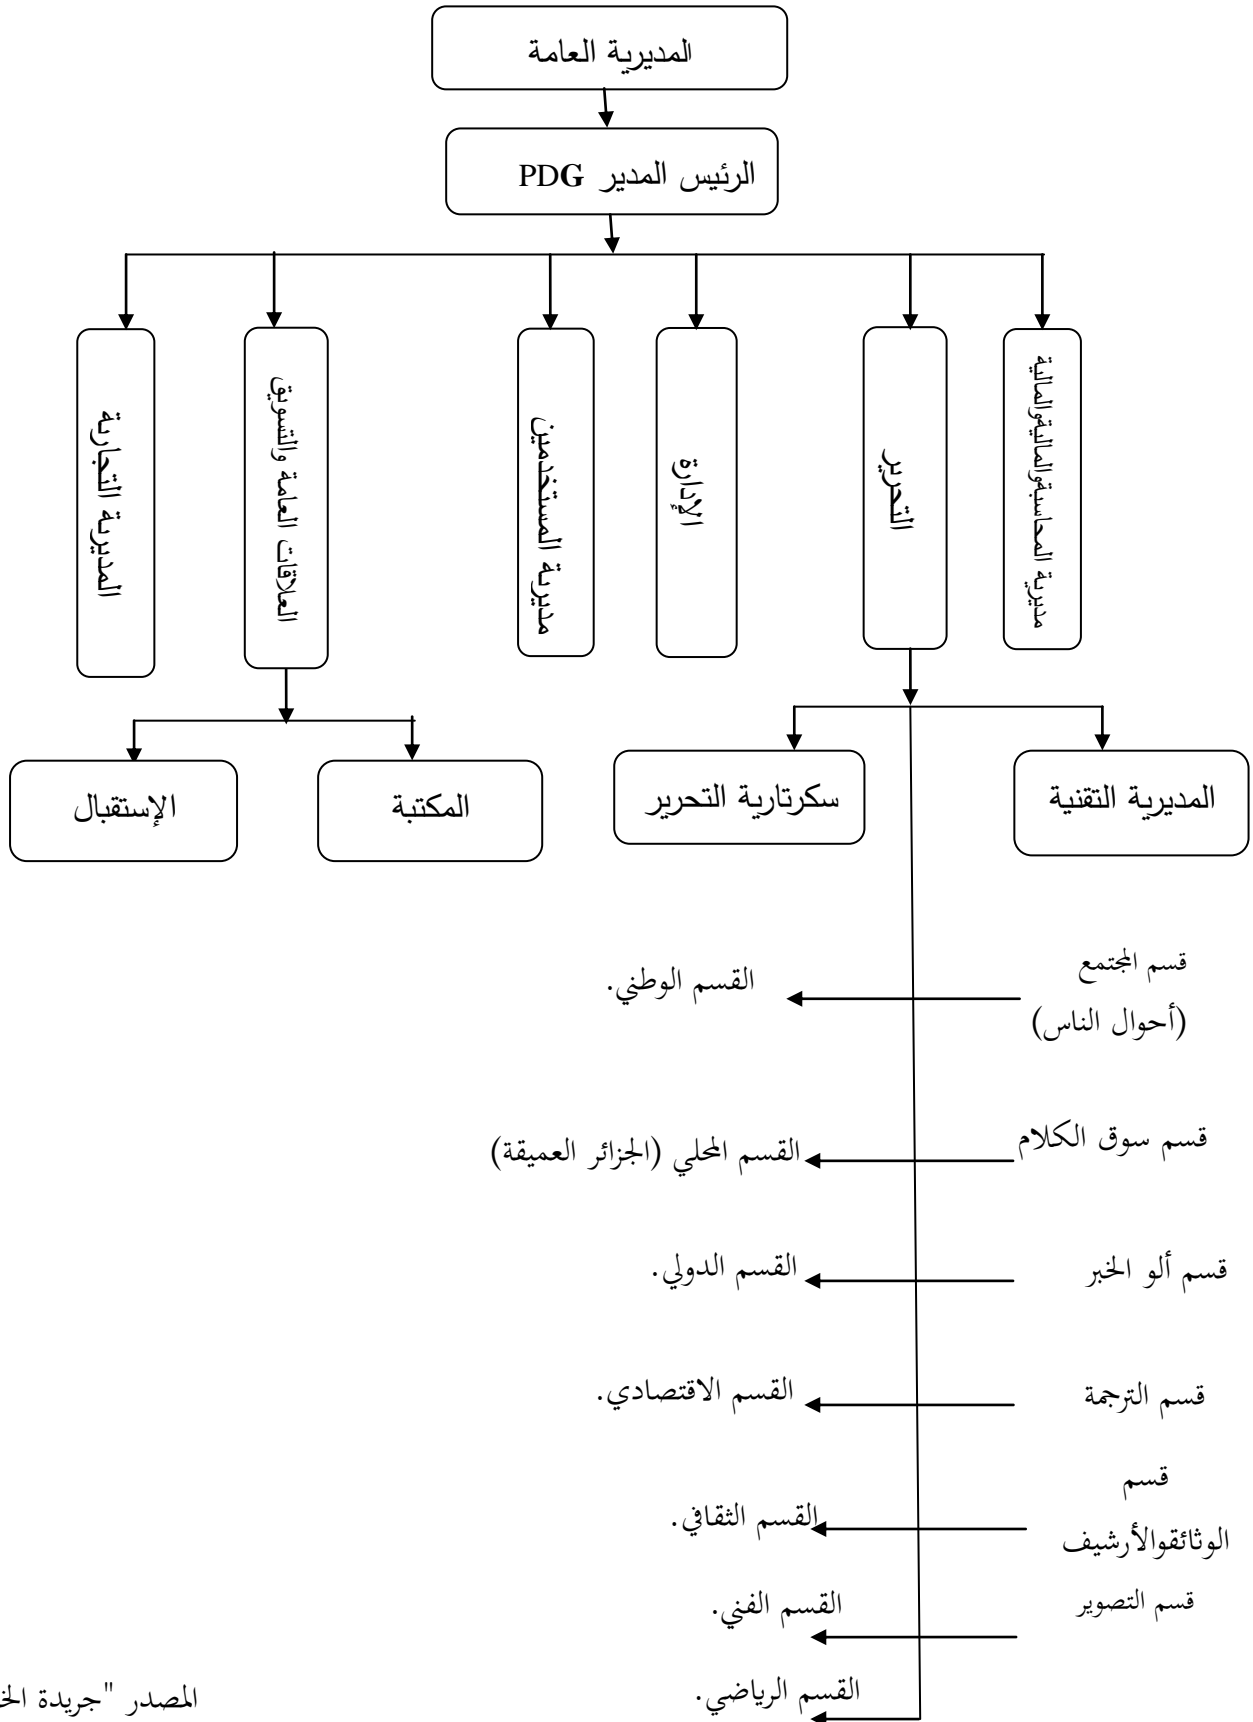 المديرية العامة
الرئيس المدير PDG
مديرية المحاسبةوالماليةوالمالية
التحرير
الإدارة
مديرية المستخدمين
العلاقات العامة والتسويق
المديرية التجارية
المديرية التقنية
سكرتارية التحرير
المكتبة
الإستقبال
قسم المجتمع
(أحوال الناس)
القسم الوطني.
قسم سوق الكلام
القسم المحلي (الجزائر العميقة)
قسم ألو الخبر
القسم الدولي.
قسم الترجمة
القسم الاقتصادي.
قسم
الوثائقوالأرشيف
القسم الثقافي.
قسم التصوير
القسم الفني.
القسم الرياضي.
المصدر "جريدة